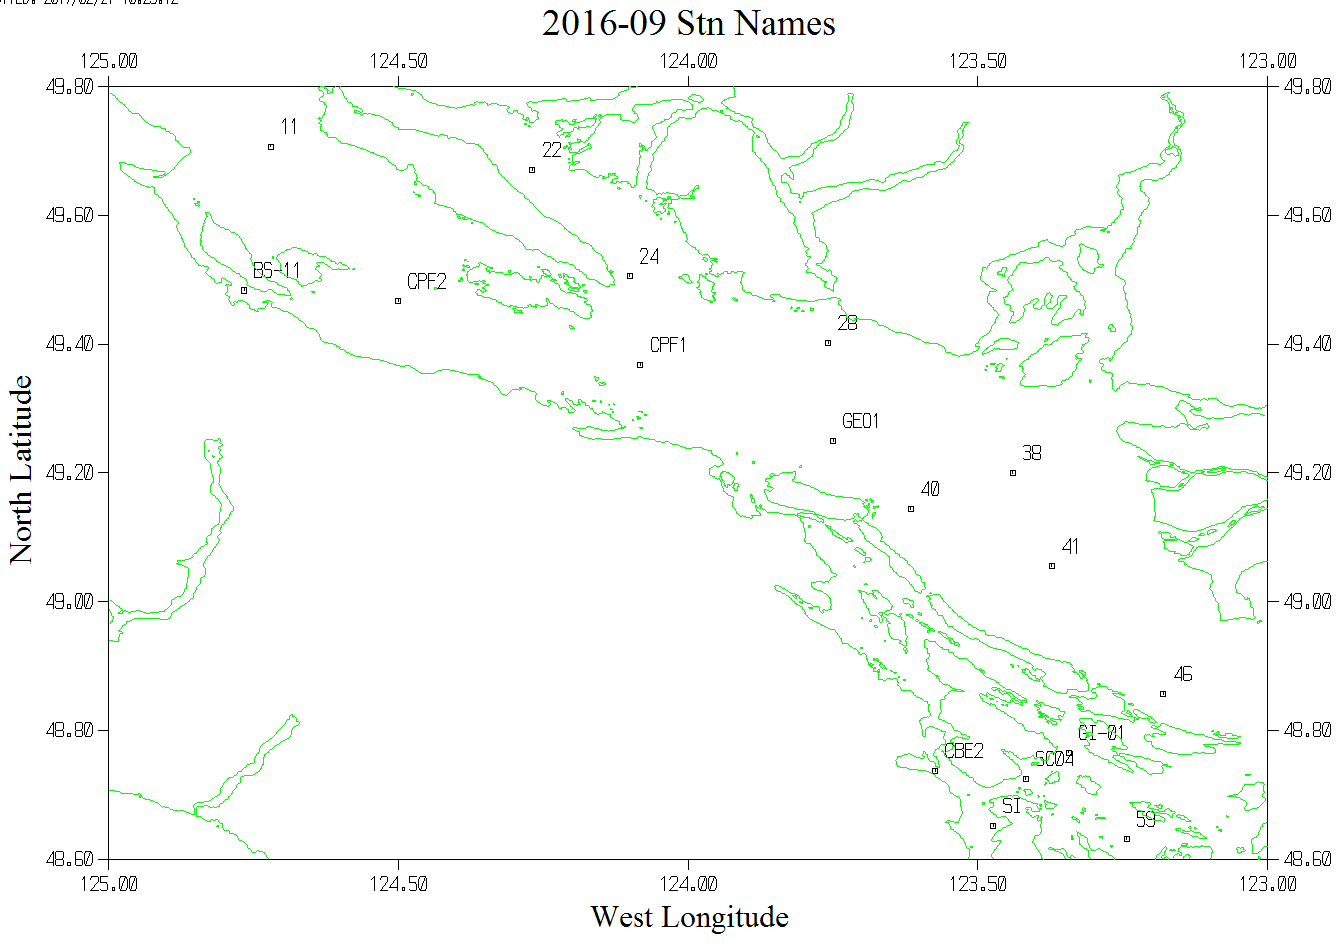 2016-09 Stn Names
125.00 124.50 124.00 123.50 123.00
49.80 49.80
11
22
49.60 49.60
24
BS-11
CPF2
28
CPF1
49.40 49.40
GEO1
38
49.20 49.20
40
41
49.00 49.00
46
48.80 48.80
GI-01
CBE2
SC04
SI
59
48.60 48.60
125.00 124.50 124.00 123.50 123.00
North Latitude
West Longitude